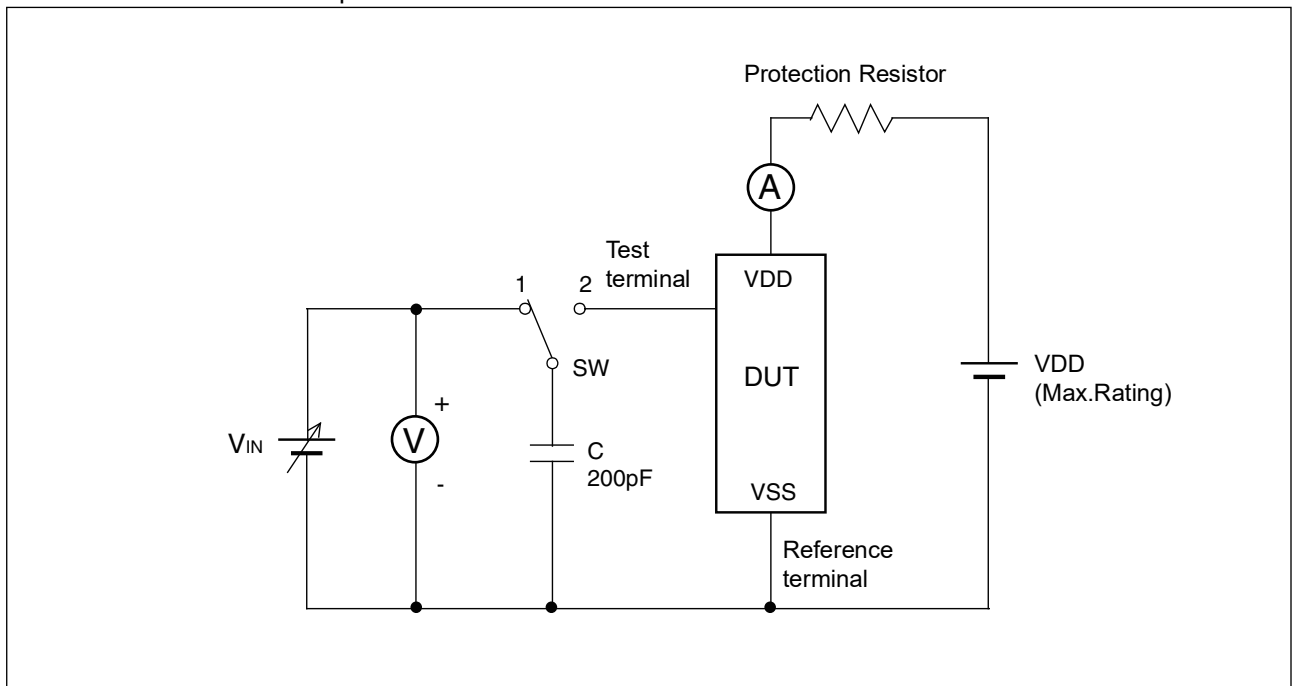 Protection Resistor
A
Test
terminal
1
2
VDD
SW
DUT
VDD
(Max.Rating)
VIN
+
V
-
C
200pF
VSS
Reference
terminal